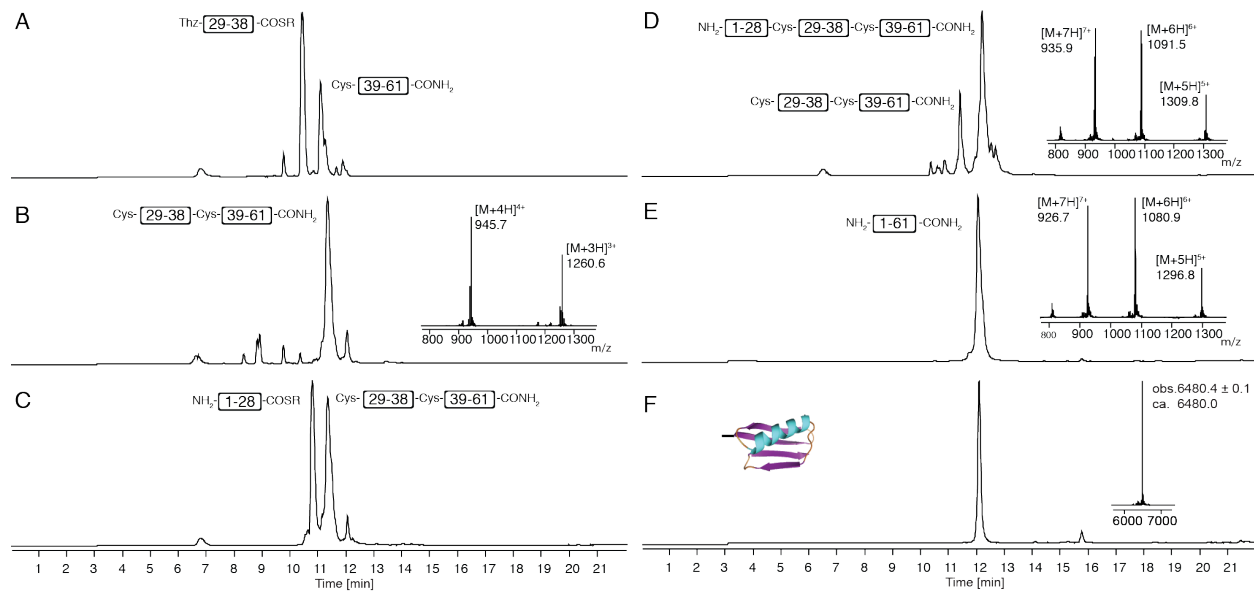 A
Thz- 29-38 -COSR
Cys- 39-61 -CONH₂
B
Cys- 29-38 -Cys- 39-61 -CONH₂
[M+4H]⁴⁺
945.7
[M+3H]³⁺
1260.6
800 900 1000 1100 1200 1300
m/z
C
NH₂- 1-28 -COSR
Cys- 29-38 -Cys- 39-61 -CONH₂
1 2 3 4 5 6 7 8 9 10 11 12 13 14 15 16 17 18 19 20 21
Time [min]
D
NH₂- 1-28 -Cys- 29-38 -Cys- 39-61 -CONH₂
Cys- 29-38 -Cys- 39-61 -CONH₂
[M+7H]⁷⁺
935.9
[M+6H]⁶⁺
1091.5
[M+5H]⁵⁺
1309.8
800 900 1000 1100 1200 1300
m/z
E
NH₂- 1-61 -CONH₂
[M+7H]⁷⁺
926.7
[M+6H]⁶⁺
1080.9
[M+5H]⁵⁺
1296.8
800 900 1000 1100 1200 1300
m/z
F
obs.6480.4 ± 0.1
ca. 6480.0
6000 7000
1 2 3 4 5 6 7 8 9 10 11 12 13 14 15 16 17 18 19 20 21
Time [min]